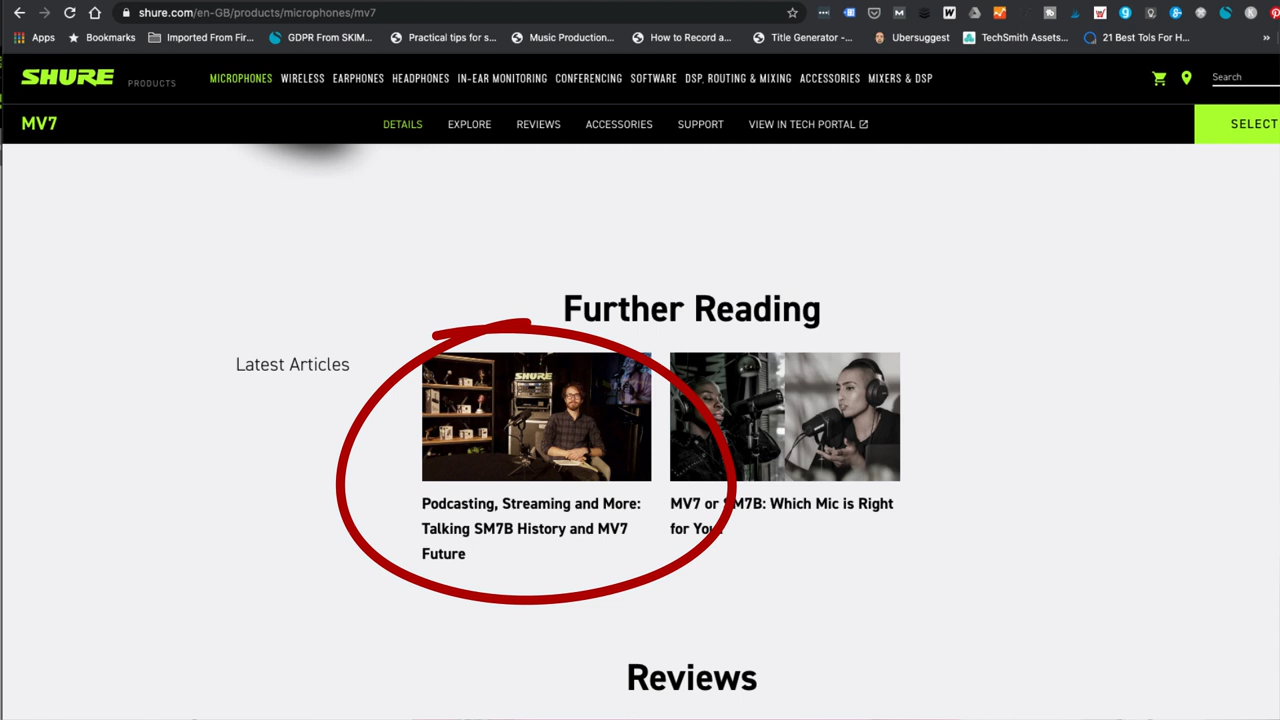 shure.com/en-GB/products/microphones/mv7
Apps
Bookmarks
Imported From Fir...
GDPR From SKIM...
Practical tips for s...
Music Production...
How to Record a...
Title Generator -...
Ubersuggest
TechSmith Assets...
21 Best Tols For H...
»
SHURE PRODUCTS MICROPHONES WIRELESS EARPHONES HEADPHONES IN-EAR MONITORING CONFERENCING SOFTWARE DSP, ROUTING & MIXING ACCESSORIES MIXERS & DSP Search
MV7 DETAILS EXPLORE REVIEWS ACCESSORIES SUPPORT VIEW IN TECH PORTAL SELECT
Further Reading
Latest Articles
SHURE
Podcasting, Streaming and More:
Talking SM7B History and MV7
Future
MV7 or SM7B: Which Mic is Right
for You?
Reviews